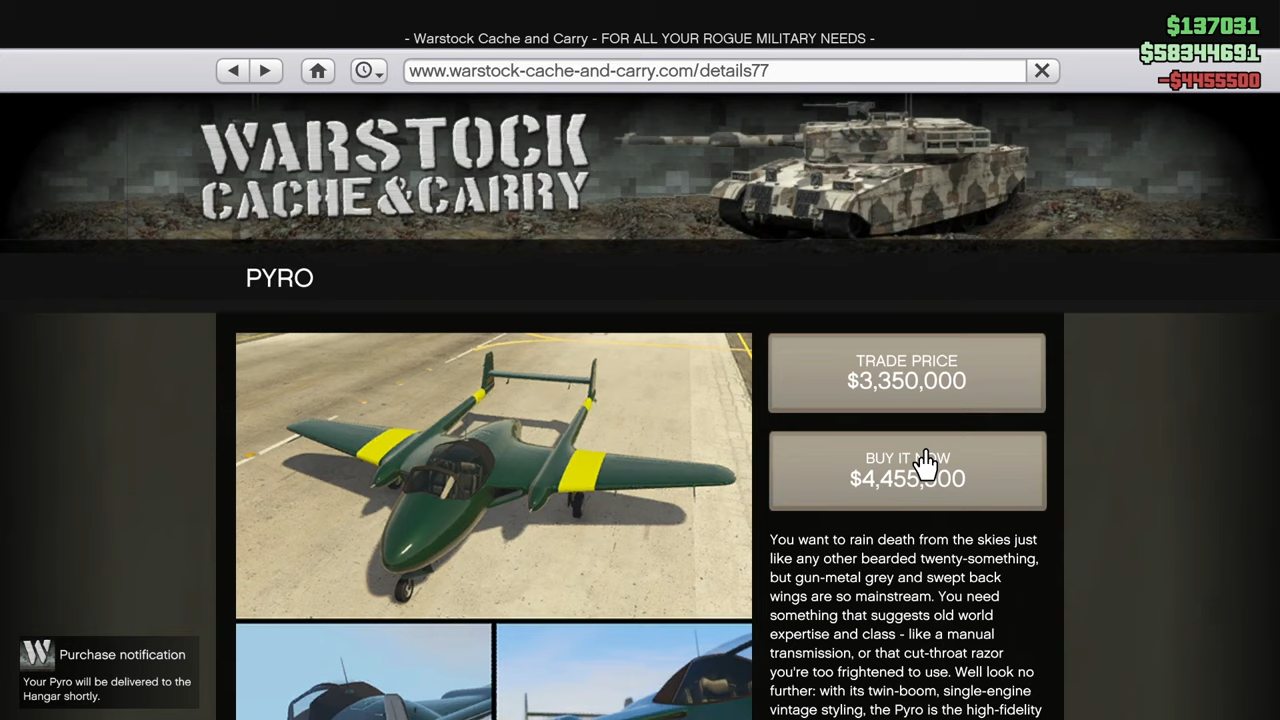 - Warstock Cache and Carry - FOR ALL YOUR ROGUE MILITARY NEEDS -
$137031
$58344691
-$4455500
www.warstock-cache-and-carry.com/details77
WARSTOCK
CACHE&CARRY
PYRO
TRADE PRICE
$3,350,000
BUY IT NOW
$4,455,500
You want to rain death from the skies just
like any other bearded twenty-something,
but gun-metal grey and swept back
wings are so mainstream. You need
something that suggests old world
expertise and class - like a manual
transmission, or that cut-throat razor
you're too frightened to use. Well look no
further: with its twin-boom, single-engine
vintage styling, the Pyro is the high-fidelity
W
Purchase notification
Your Pyro will be delivered to the
Hangar shortly.